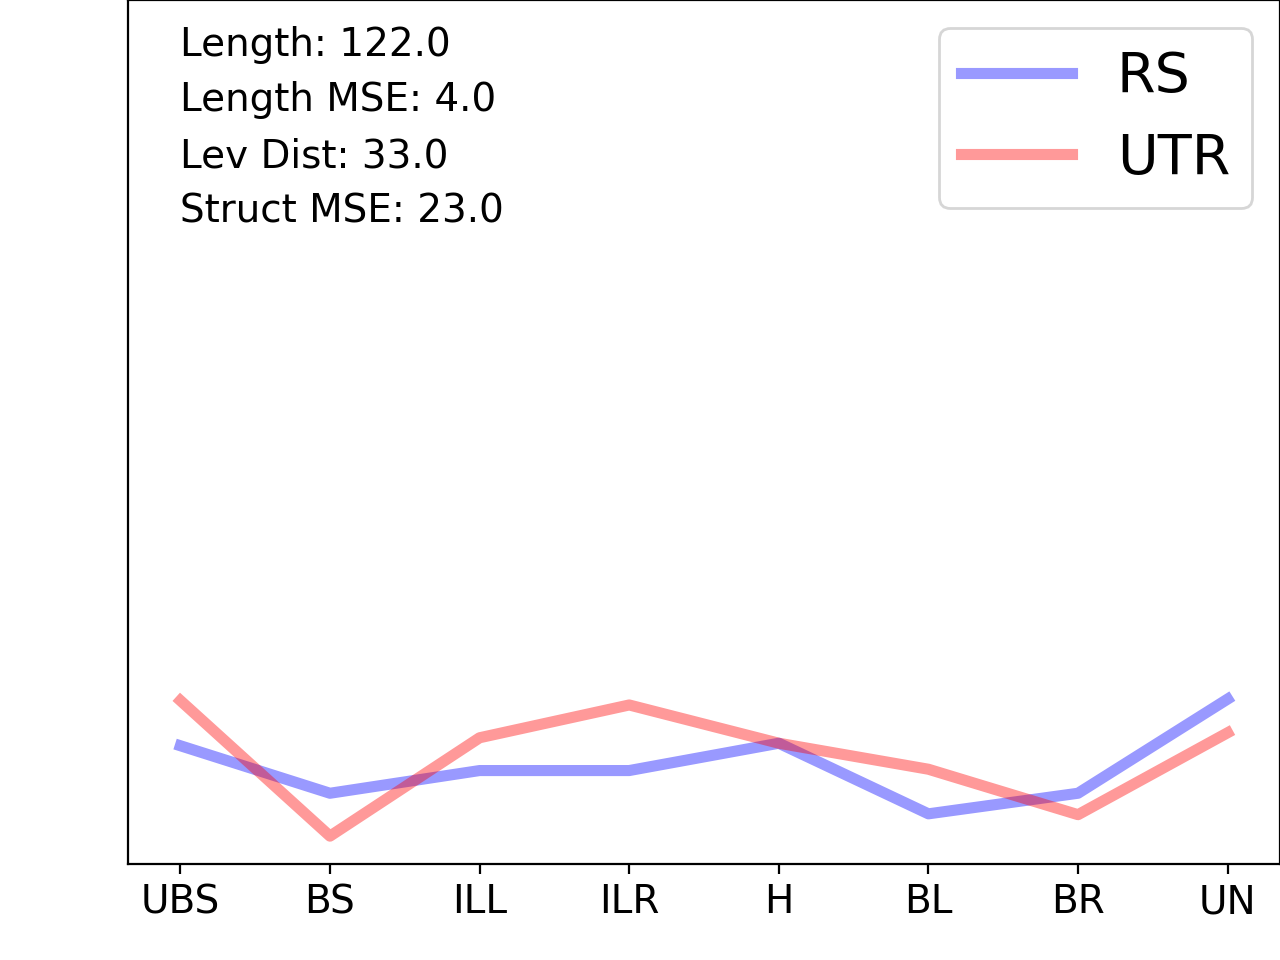 Length: 122.0
Length MSE: 4.0
Lev Dist: 33.0
Struct MSE: 23.0
RS
UTR
UBS BS ILL ILR H BL BR UN